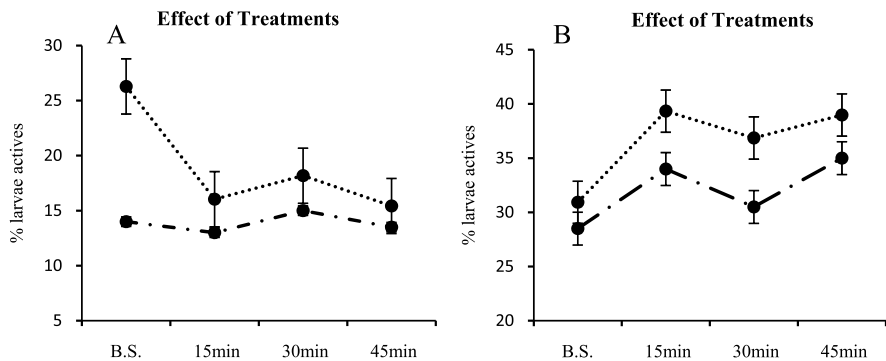 Effect of Treatments
A
30
25
20
15
10
5
% larvae actives
B.S. 15min 30min 45min
Effect of Treatments
B
45
40
35
30
25
20
% larvae actives
B.S. 15min 30min 45min